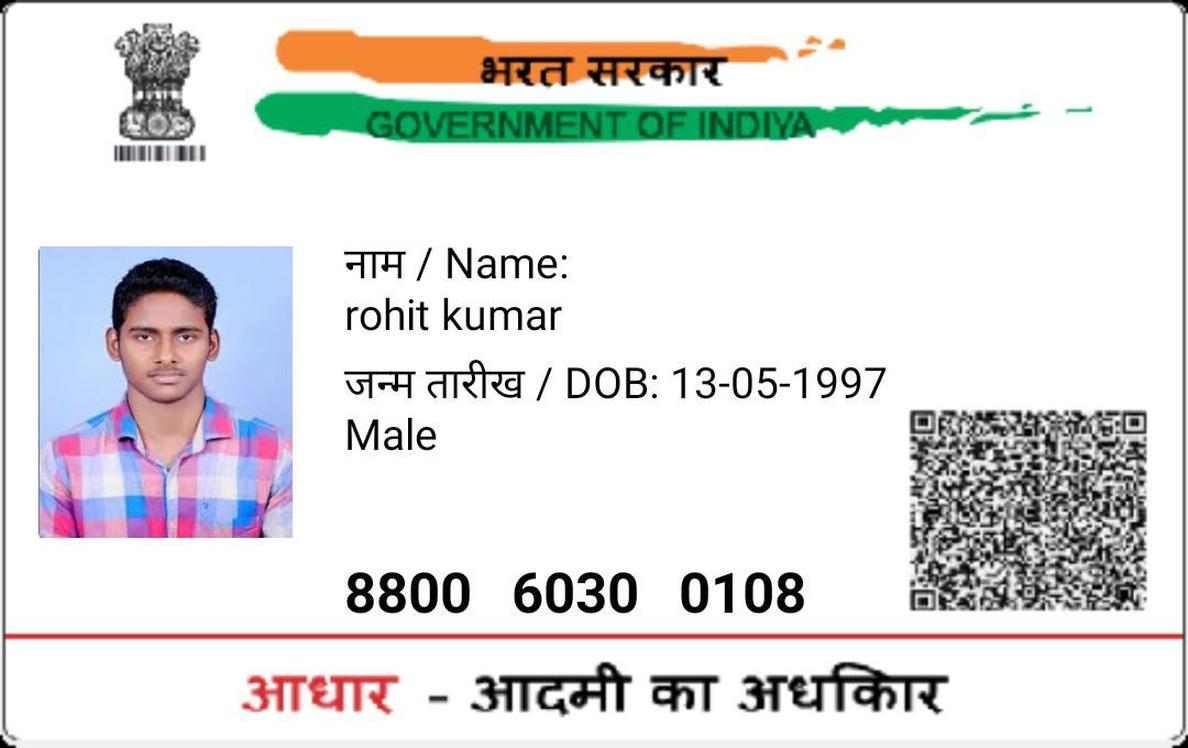 भरत सरकार
GOVERNMENT OF INDIYA
नाम / Name:
rohit kumar
जन्म तारीख / DOB: 13-05-1997
Male
8800 6030 0108
आधार - आदमी का अधकिार